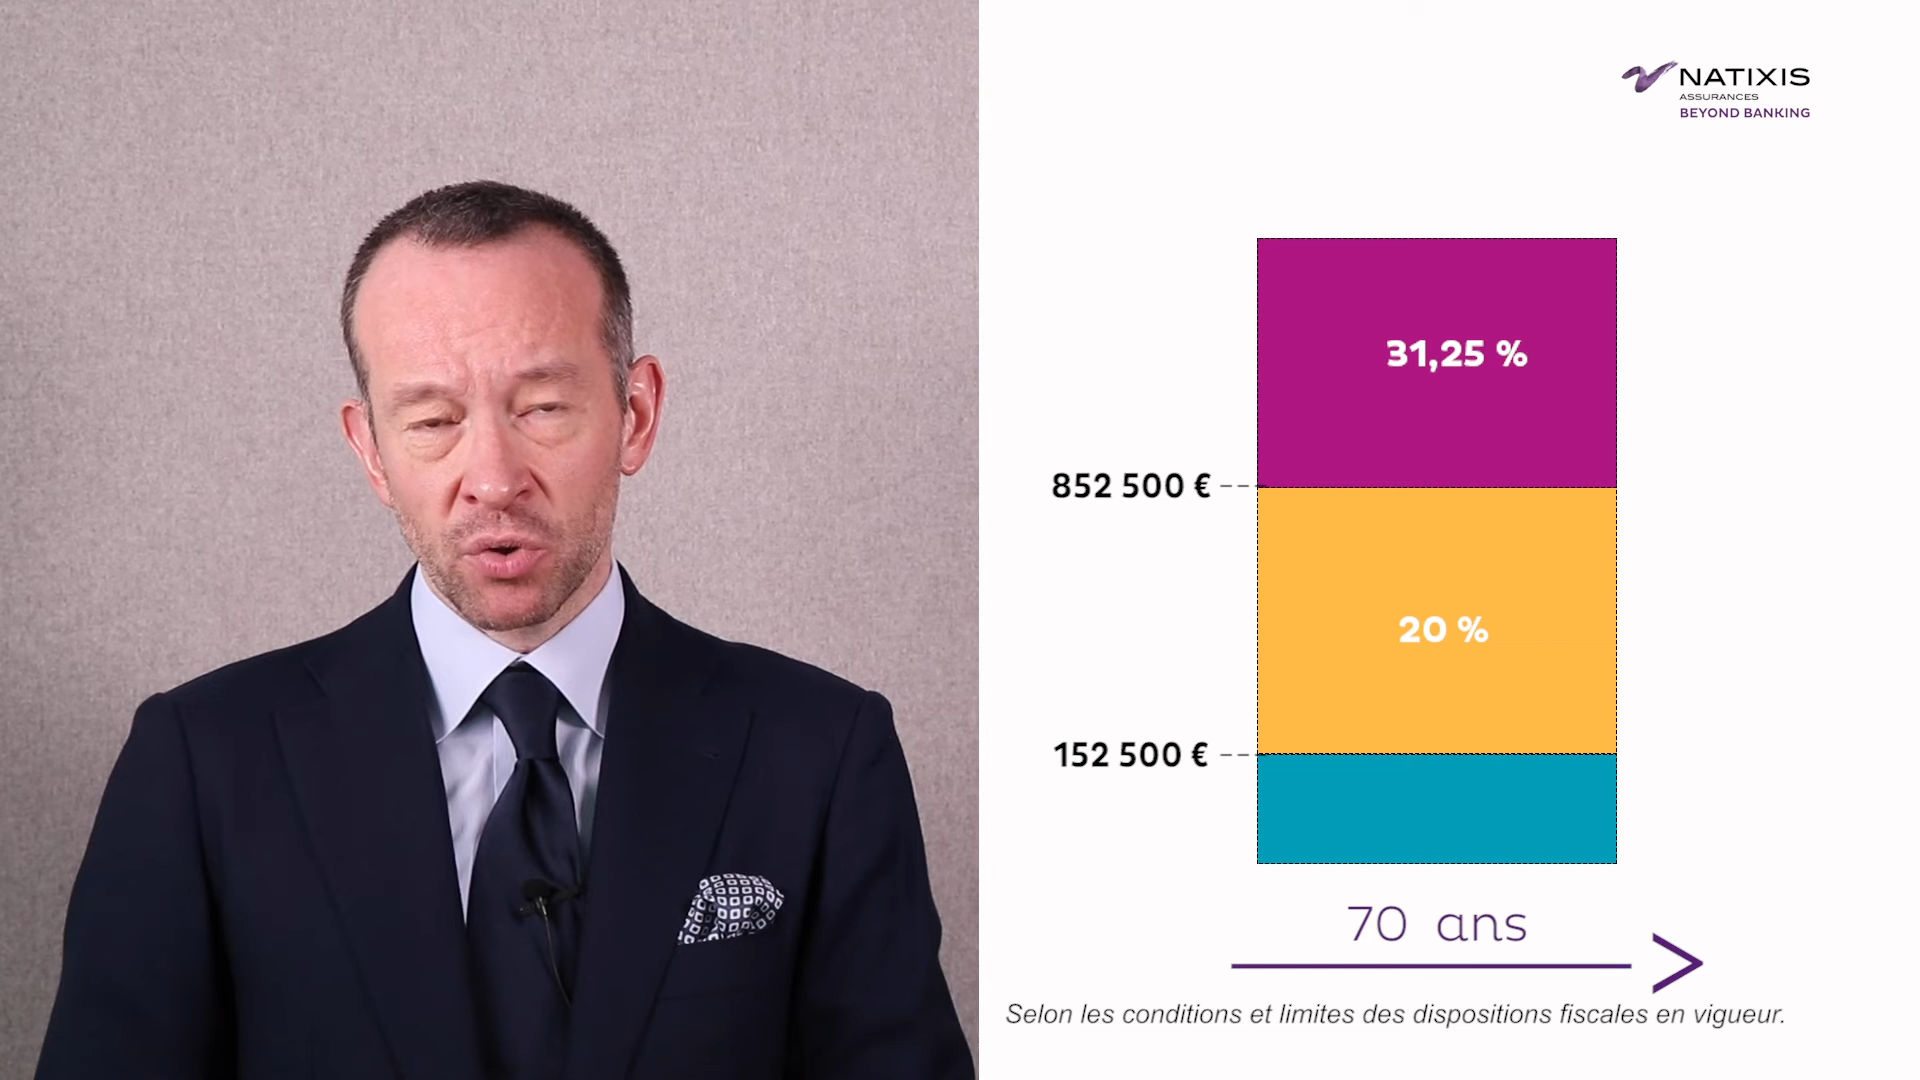 NATIXIS
ASSURANCES
BEYOND BANKING
31,25 %
852 500 €
20 %
152 500 €
70 ans
Selon les conditions et limites des dispositions fiscales en vigueur.